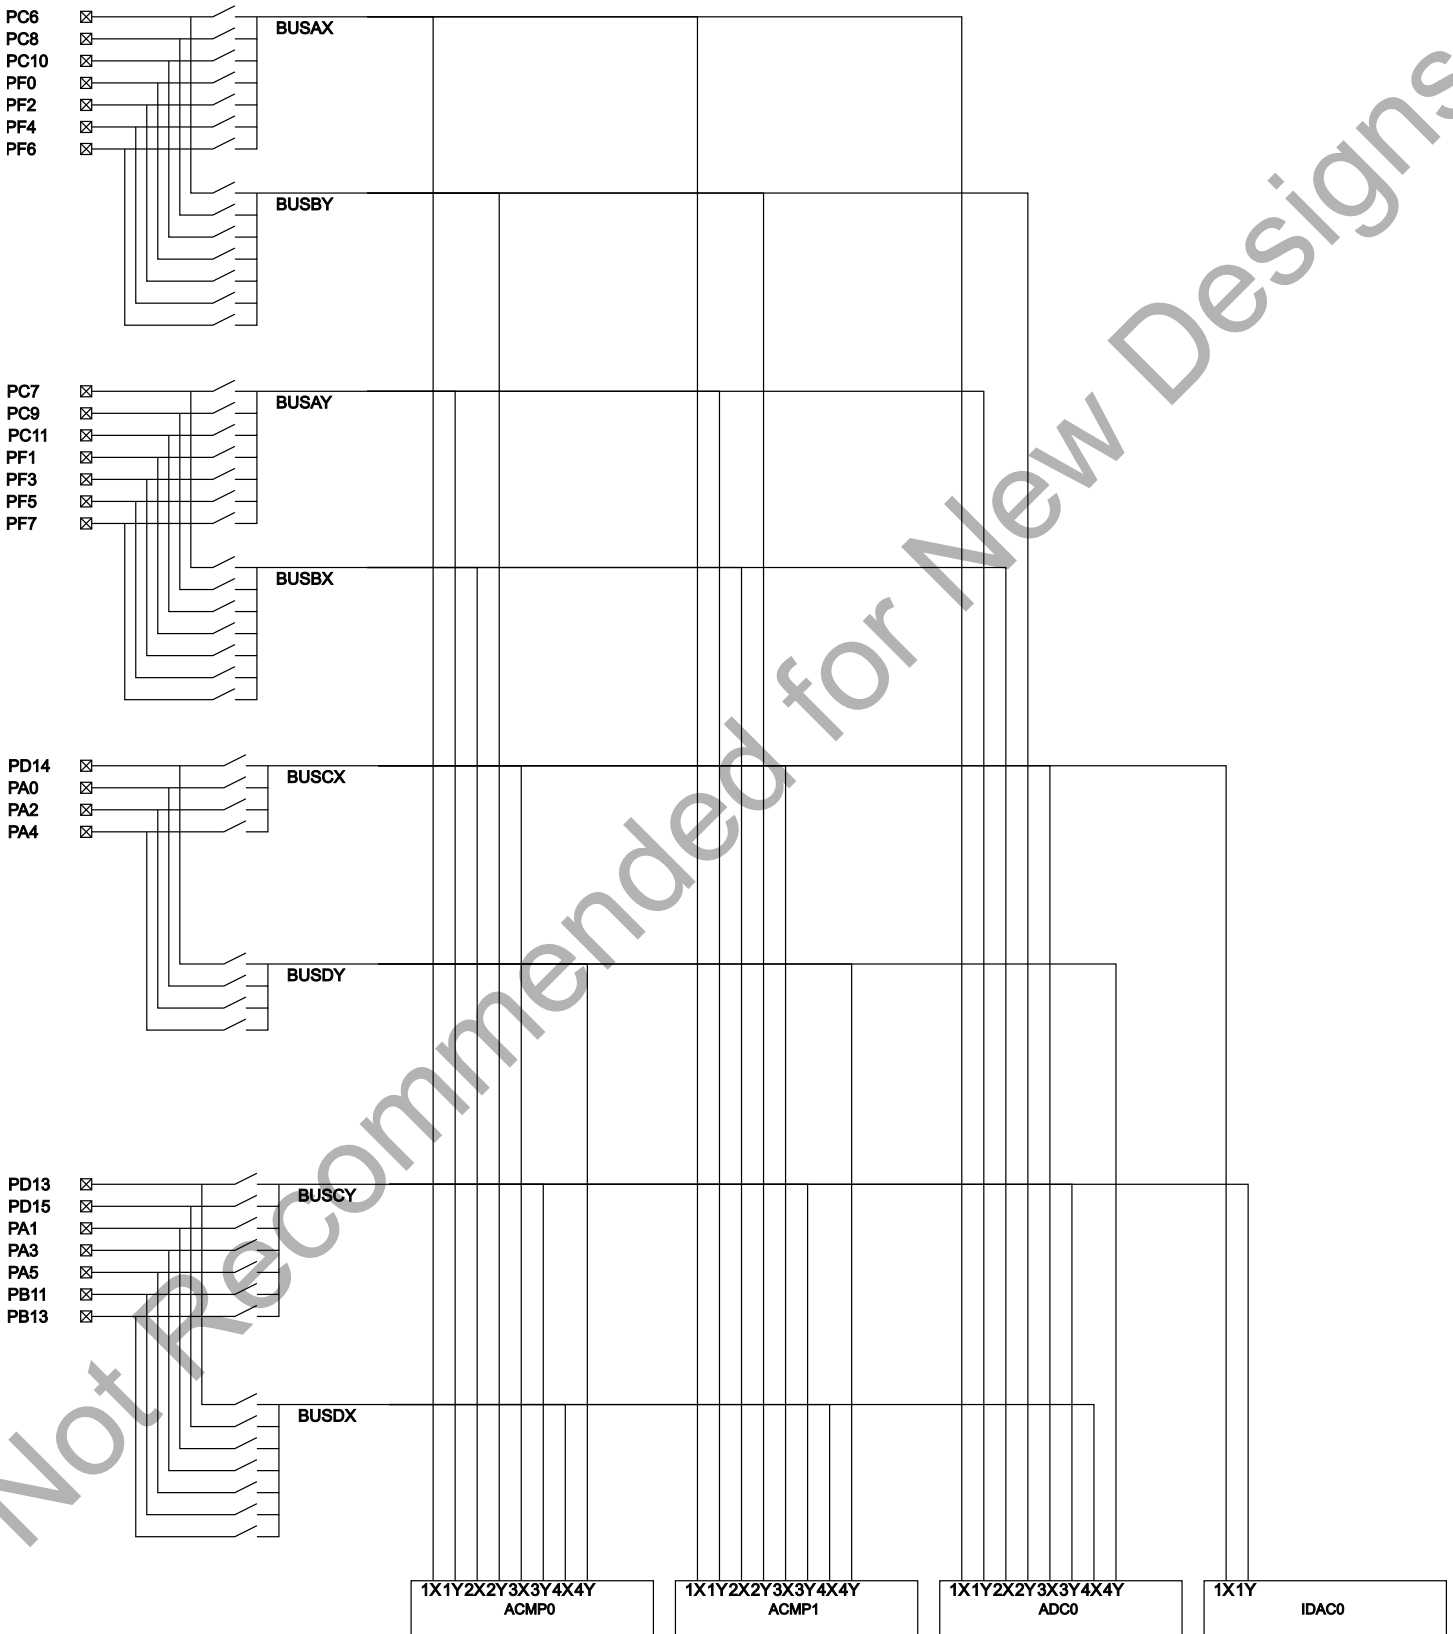 PC6
PC8
PC10
PF0
PF2
PF4
PF6
BUSAX
BUSBY
PC7
PC9
PC11
PF1
PF3
PF5
PF7
BUSAY
BUSBX
PD14
PA0
PA2
PA4
BUSCX
BUSDY
PD13
PD15
PA1
PA3
PA5
PB11
PB13
BUSCY
BUSDX
1X1Y2X2Y3X3Y4X4Y
ACMP0
1X1Y2X2Y3X3Y4X4Y
ACMP1
1X1Y2X2Y3X3Y4X4Y
ADC0
1X1Y
IDAC0
Not Recommended for New Designs